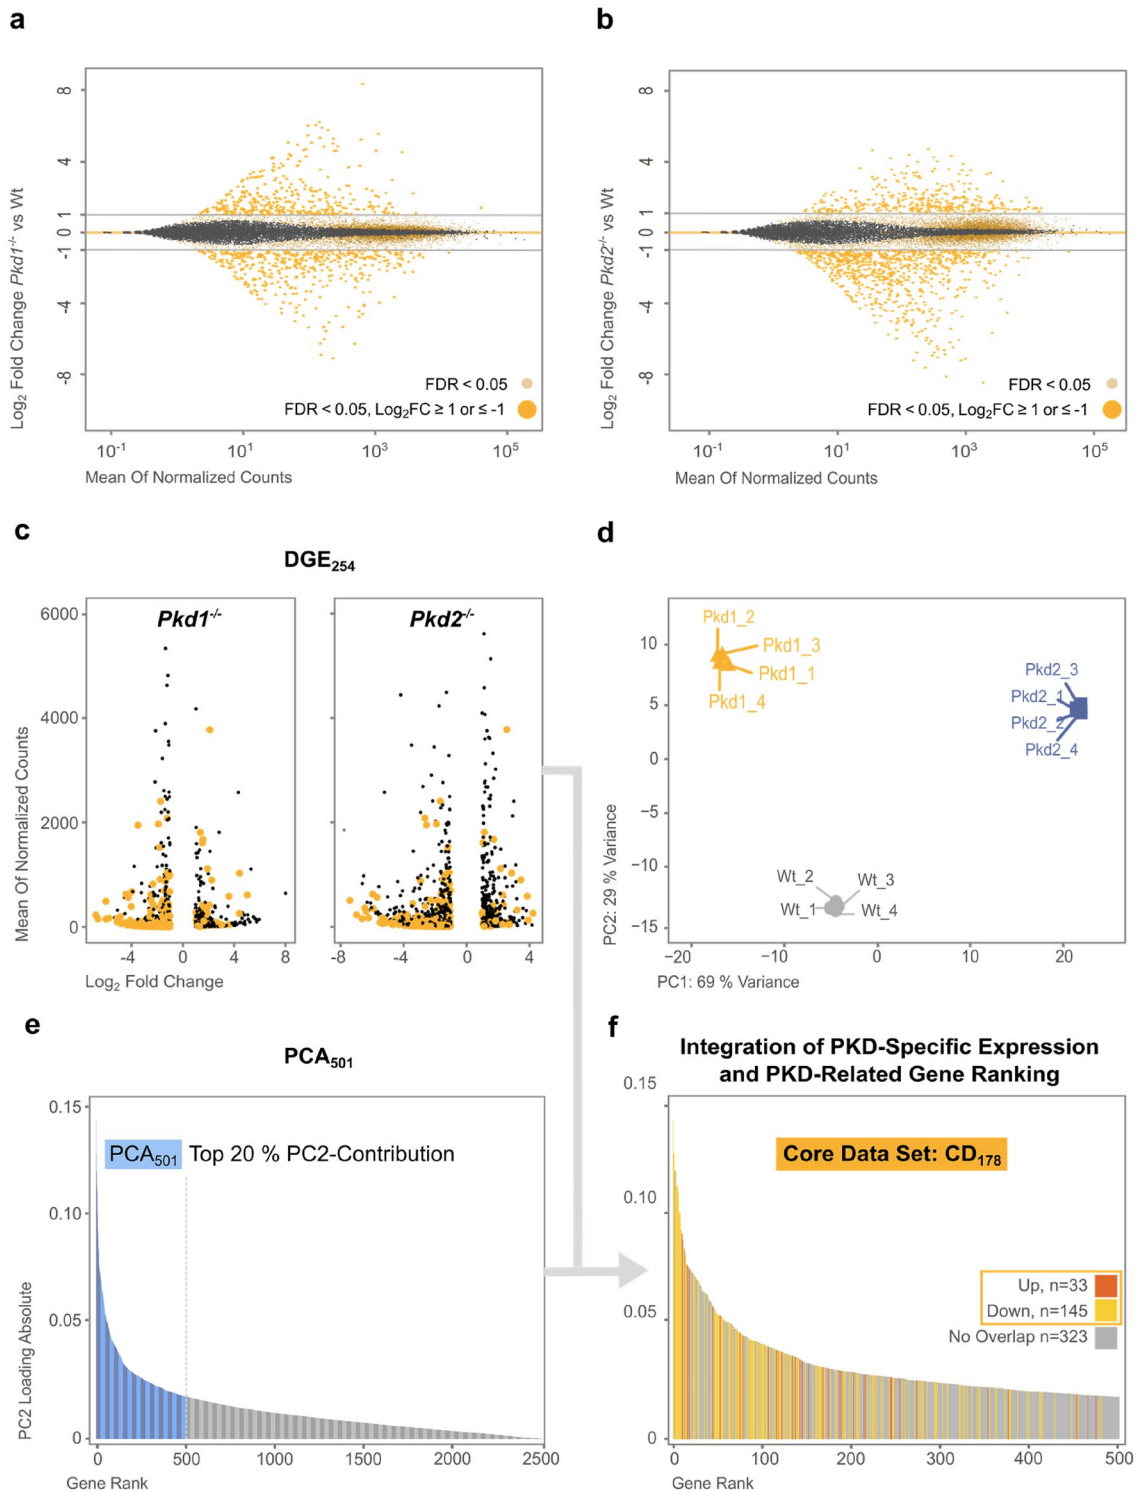 a
8
4
1
0
-1
-4
-8
Log2 Fold Change Pkd1-/- vs Wt
FDR < 0.05
FDR < 0.05, Log2FC ≥ 1 or ≤ -1
10-1
101
103
105
Mean Of Normalized Counts
b
8
4
1
0
-1
-4
-8
Log2 Fold Change Pkd2-/- vs Wt
FDR < 0.05
FDR < 0.05, Log2FC ≥ 1 or ≤ -1
10-1
101
103
105
Mean Of Normalized Counts
c
DGE254
Pkd1-/-
Pkd2-/-
6000
4000
2000
0
Mean Of Normalized Counts
-4
0
4
8
-8
-4
0
4
Log2 Fold Change
d
Pkd1_2
Pkd1_3
Pkd1_1
Pkd1_4
Pkd2_3
Pkd2_1
Pkd2_2
Pkd2_4
Wt_2
Wt_3
Wt_1
Wt_4
10
5
0
−5
−10
−15
PC2: 29 % Variance
−20
−10
0
10
20
PC1: 69 % Variance
e
PCA501
0.15
0.10
0.05
0
PC2 Loading Absolute
PCA501 Top 20 % PC2-Contribution
0
500
1000
1500
2000
2500
Gene Rank
f
Integration of PKD-Specific Expression
and PKD-Related Gene Ranking
0.15
0.10
0.05
0
Core Data Set: CD178
Up, n=33
Down, n=145
No Overlap n=323
0
100
200
300
400
500
Gene Rank